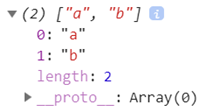 (2) ["a", "b"] i
0: "a"
1: "b"
length: 2
__proto__: Array(0)